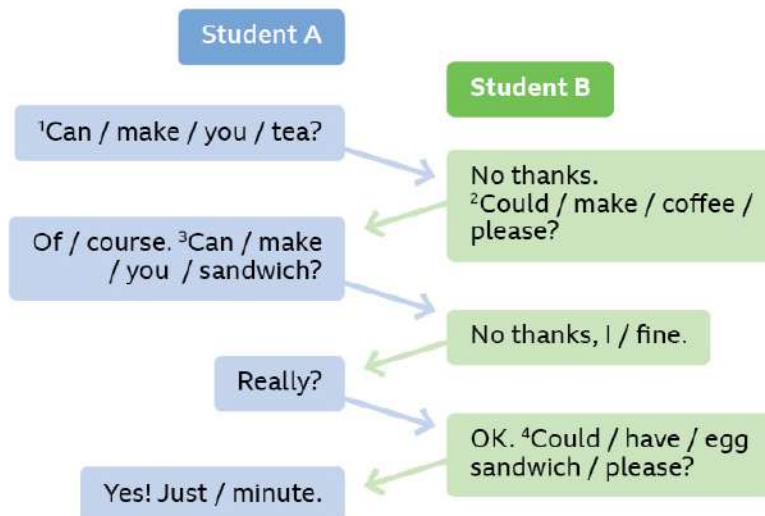 Student A
Student B
¹Can / make / you / tea?
No thanks.
²Could / make / coffee /
please?
Of / course. ³Can / make
/ you / sandwich?
No thanks, I / fine.
Really?
OK. ⁴Could / have / egg
sandwich / please?
Yes! Just / minute.